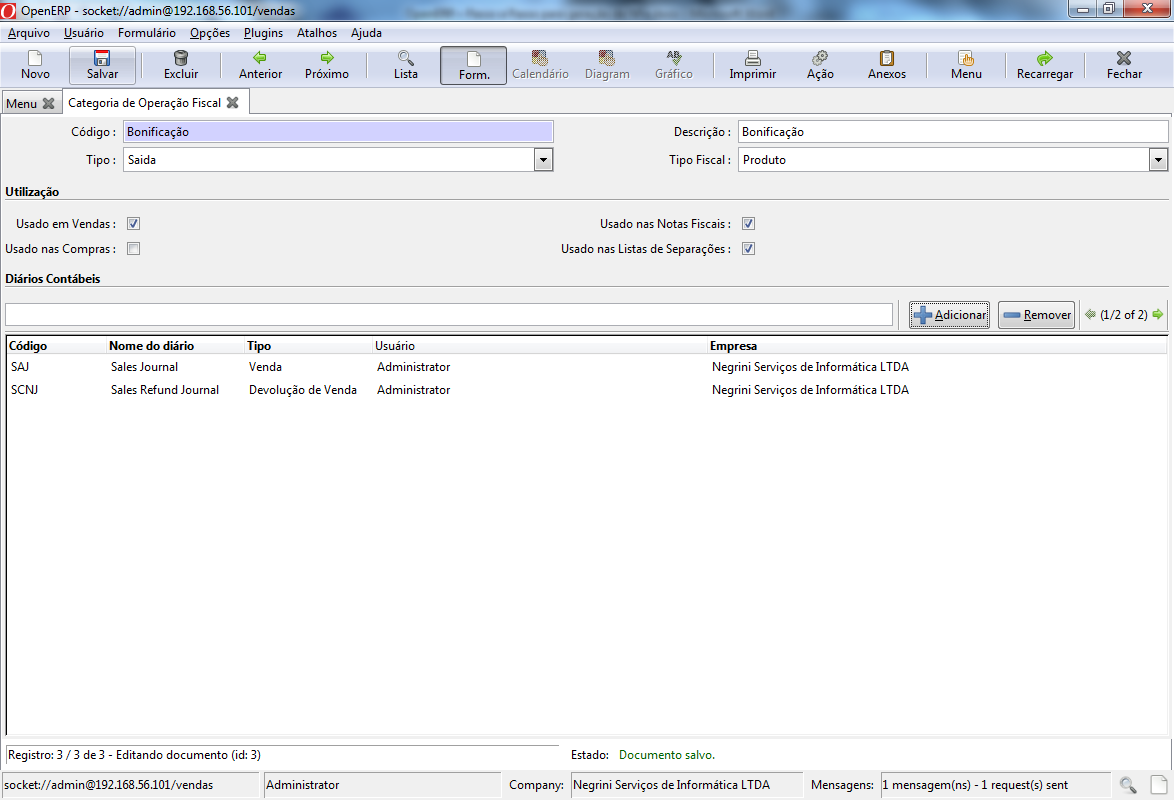 OpenERP - socket://admin@192.168.56.101/vendas
Arquivo Usuário Formulário Opções Plugins Atalhos Ajuda
Novo Salvar Excluir Anterior Próximo Lista Form. Calendário Diagram Gráfico Imprimir Ação Anexos Menu Recarregar Fechar
Menu Categoria de Operação Fiscal
Código : Bonificação Descrição : Bonificação
Tipo : Saida Tipo Fiscal : Produto
Utilização
Usado em Vendas : Usado nas Notas Fiscais :
Usado nas Compras : Usado nas Listas de Separações :
Diários Contábeis
Adicionar Remover (1/2 of 2)
Código Nome do diário Tipo Usuário Empresa
SAJ Sales Journal Venda Administrator Negrini Serviços de Informática LTDA
SCNJ Sales Refund Journal Devolução de Venda Administrator Negrini Serviços de Informática LTDA
Registro: 3 / 3 de 3 - Editando documento (id: 3) Estado: Documento salvo.
socket://admin@192.168.56.101/vendas Administrator Company: Negrini Serviços de Informática LTDA Mensagens: 1 mensagem(ns) - 1 request(s) sent